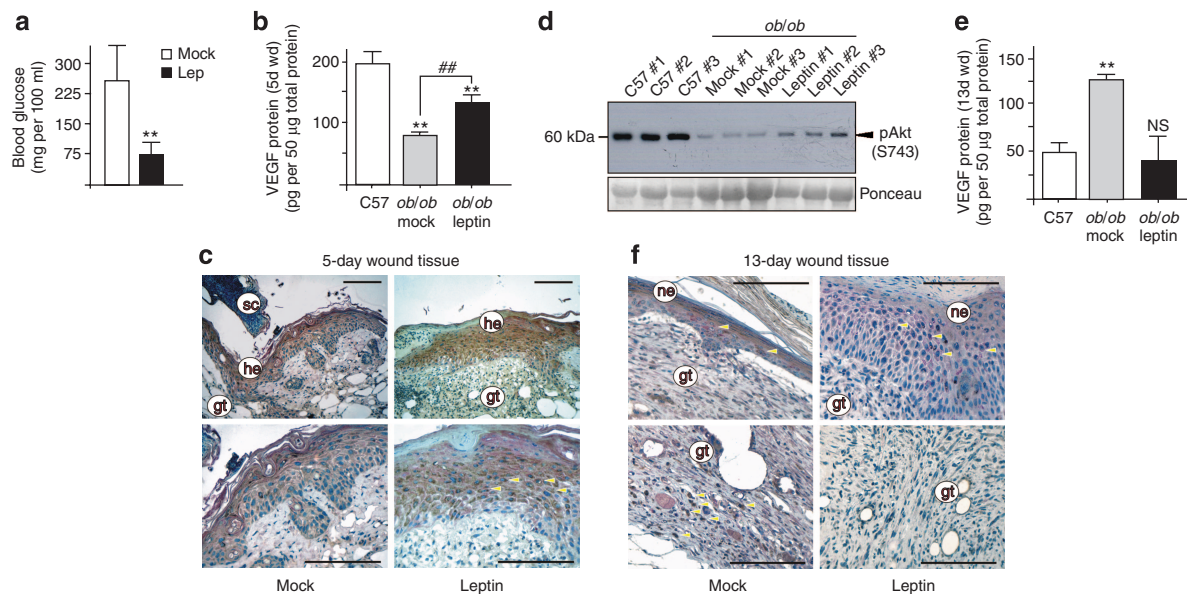 a
Blood glucose
(mg per 100 ml)
300
225
150
75
Mock
Lep
**
b
VEGF protein (5d wd)
(pg per 50 µg total protein)
200
100
##
**
**
C57
ob/ob
mock
ob/ob
leptin
d
ob/ob
C57 #1
C57 #2
C57 #3
Mock #1
Mock #2
Mock #3
Leptin #1
Leptin #2
Leptin #3
60 kDa
pAkt
(S743)
Ponceau
e
VEGF protein (13d wd)
(pg per 50 µg total protein)
150
100
50
**
NS
C57
ob/ob
mock
ob/ob
leptin
c
5-day wound tissue
sc
he
gt
he
gt
Mock
Leptin
f
13-day wound tissue
ne
gt
ne
gt
gt
gt
Mock
Leptin